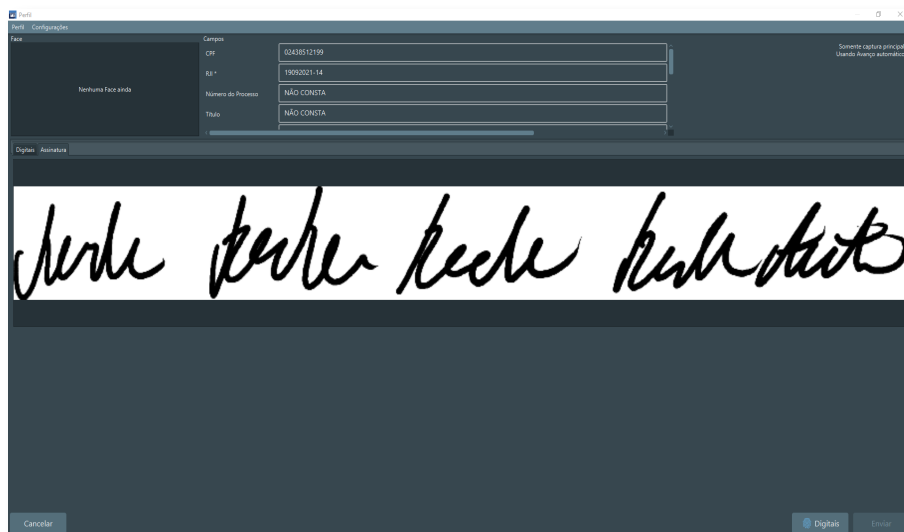 Perfil
Perfil Configurações
Face
Nenhuma Face ainda
Campos
CPF 02438512199
RJI * 19092021-14
Número do Processo NÃO CONSTA
Título NÃO CONSTA
Somente captura principal
Usando Avanço automático
Digitais Assinatura
Cancelar
Digitais
Enviar